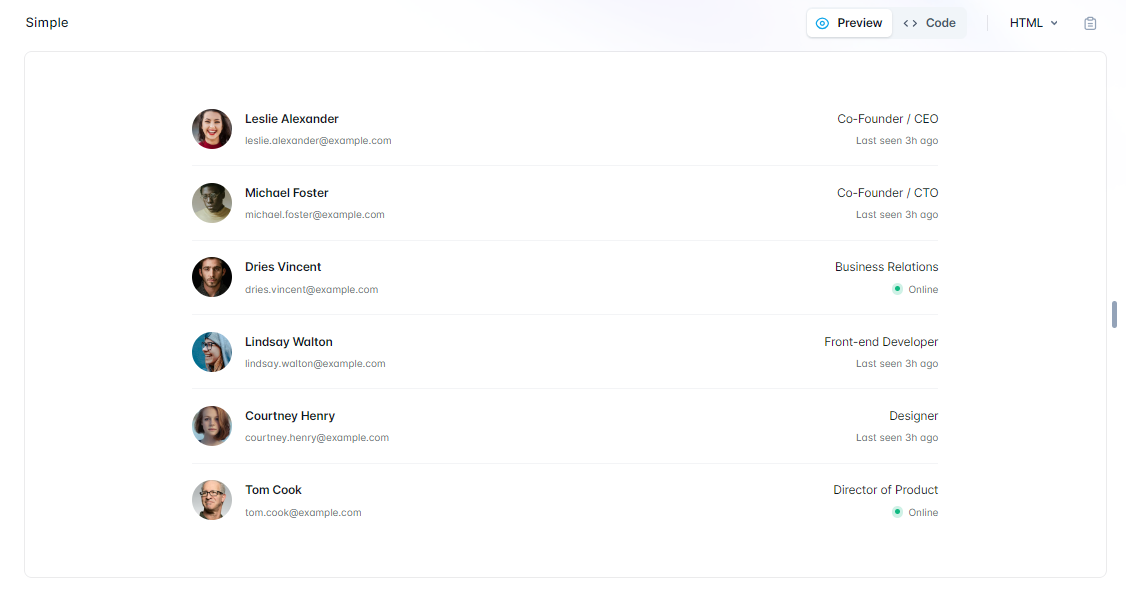 Simple
Preview
Code
HTML
Leslie Alexander
Co-Founder / CEO
leslie.alexander@example.com
Last seen 3h ago
Michael Foster
Co-Founder / CTO
michael.foster@example.com
Last seen 3h ago
Dries Vincent
Business Relations
dries.vincent@example.com
Online
Lindsay Walton
Front-end Developer
lindsay.walton@example.com
Last seen 3h ago
Courtney Henry
Designer
courtney.henry@example.com
Last seen 3h ago
Tom Cook
Director of Product
tom.cook@example.com
Online